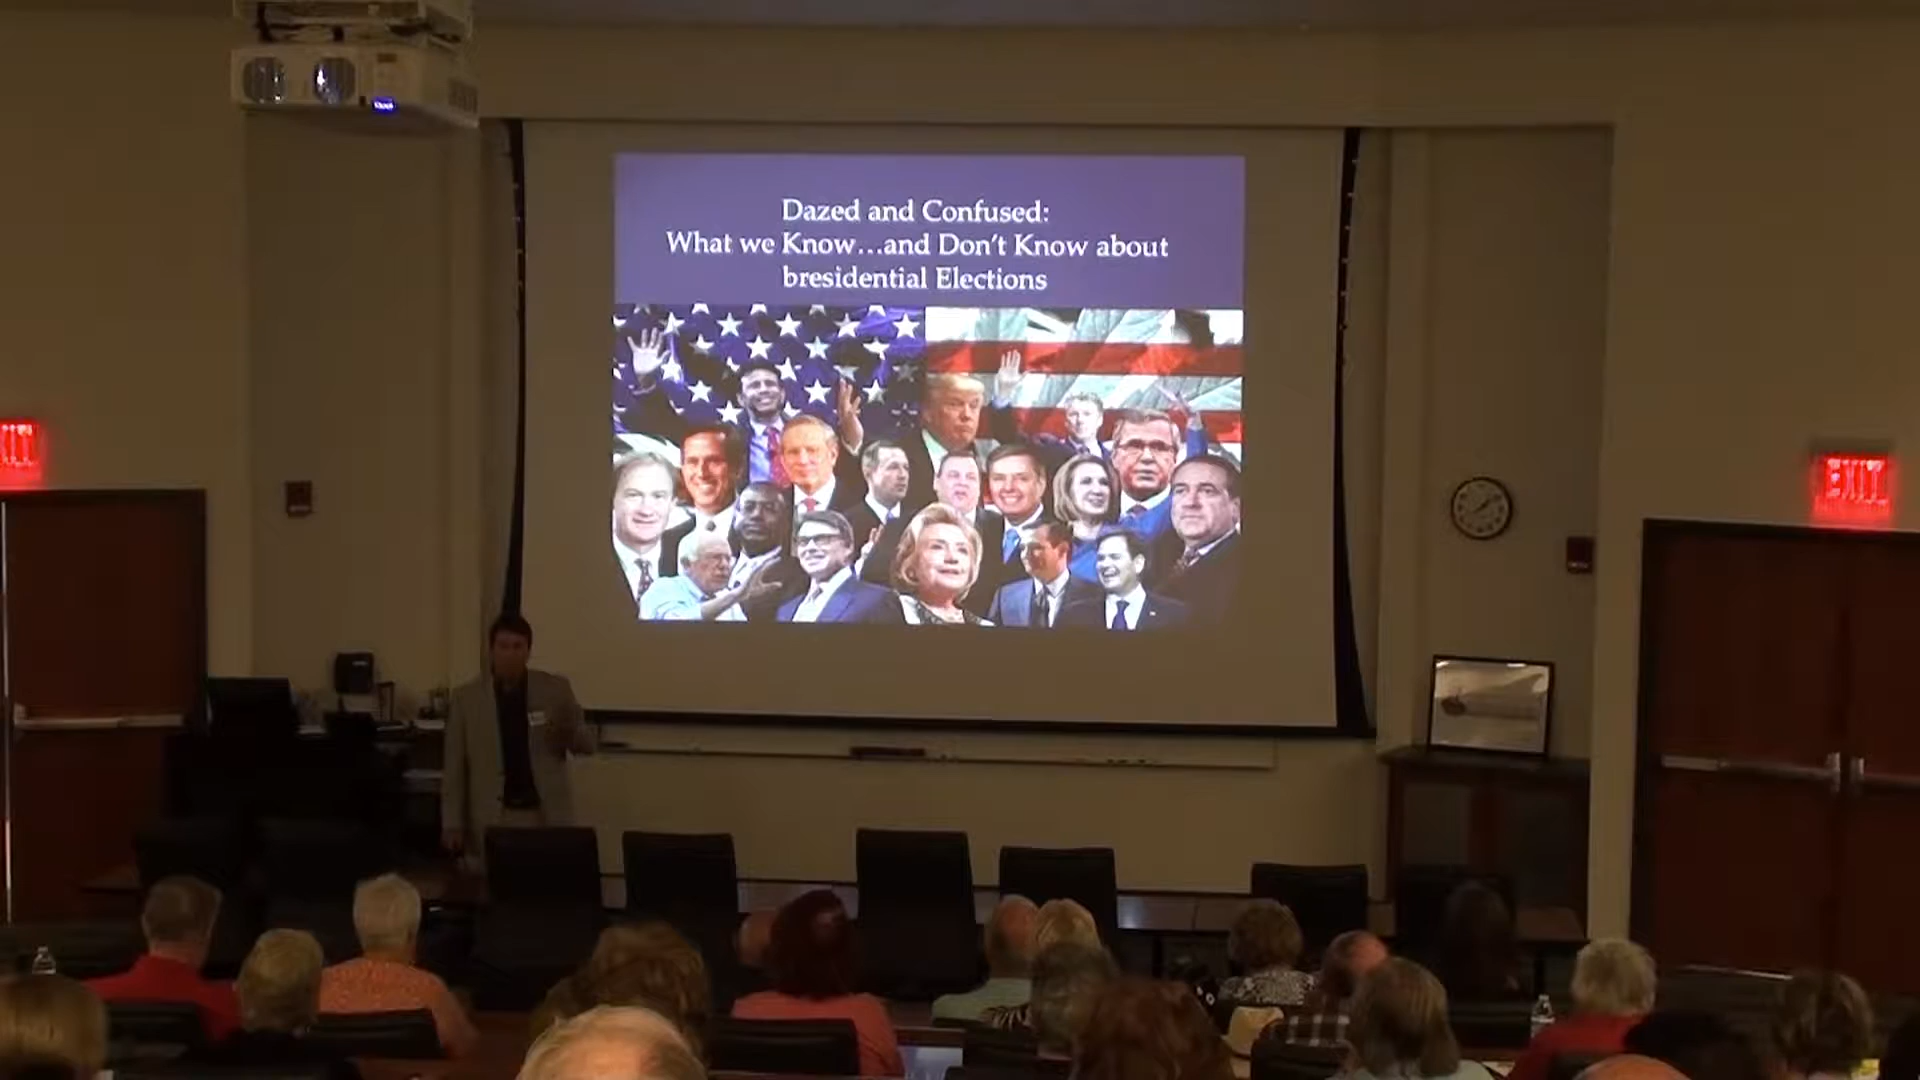 Dazed and Confused:
What we Know...and Don't Know about
bresidential Elections
EXIT
EXIT